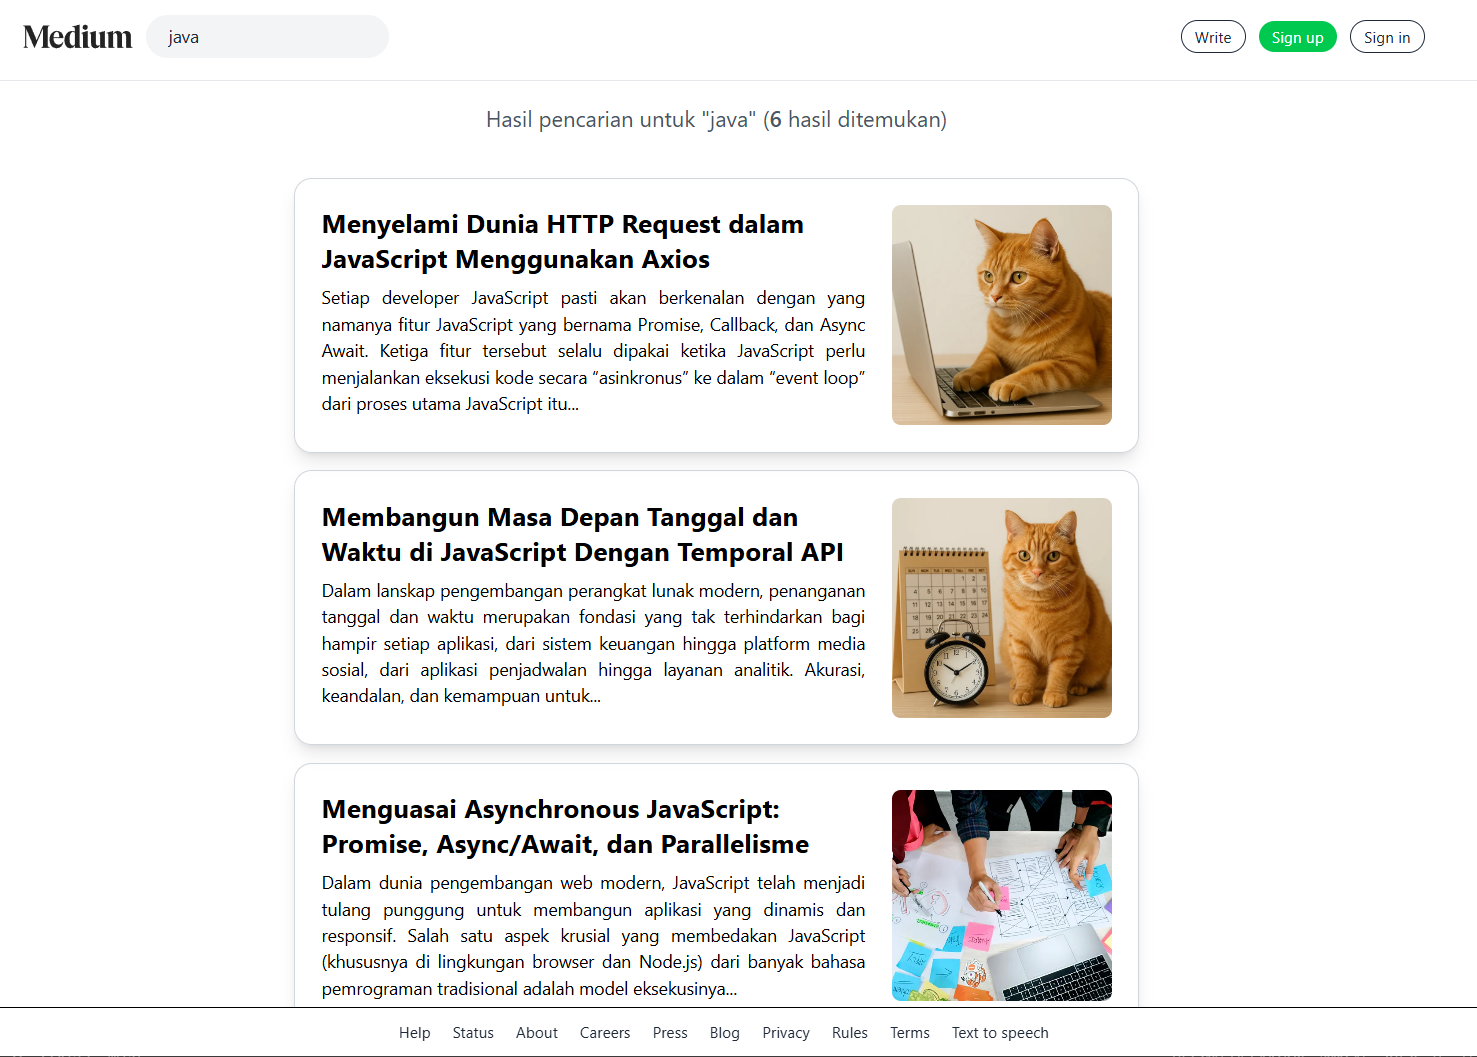 Medium
java
Write
Sign up
Sign in
Hasil pencarian untuk "java" (6 hasil ditemukan)
Menyelami Dunia HTTP Request dalam
JavaScript Menggunakan Axios
Setiap developer JavaScript pasti akan berkenalan dengan yang
namanya fitur JavaScript yang bernama Promise, Callback, dan Async
Await. Ketiga fitur tersebut selalu dipakai ketika JavaScript perlu
menjalankan eksekusi kode secara “asinkronus” ke dalam “event loop”
dari proses utama JavaScript itu...
Membangun Masa Depan Tanggal dan
Waktu di JavaScript Dengan Temporal API
Dalam lanskap pengembangan perangkat lunak modern, penanganan
tanggal dan waktu merupakan fondasi yang tak terhindarkan bagi
hampir setiap aplikasi, dari sistem keuangan hingga platform media
sosial, dari aplikasi penjadwalan hingga layanan analitik. Akurasi,
keandalan, dan kemampuan untuk...
Menguasai Asynchronous JavaScript:
Promise, Async/Await, dan Parallelisme
Dalam dunia pengembangan web modern, JavaScript telah menjadi
tulang punggung untuk membangun aplikasi yang dinamis dan
responsif. Salah satu aspek krusial yang membedakan JavaScript
(khususnya di lingkungan browser dan Node.js) dari banyak bahasa
pemrograman tradisional adalah model eksekusinya...
Help Status About Careers Press Blog Privacy Rules Terms Text to speech